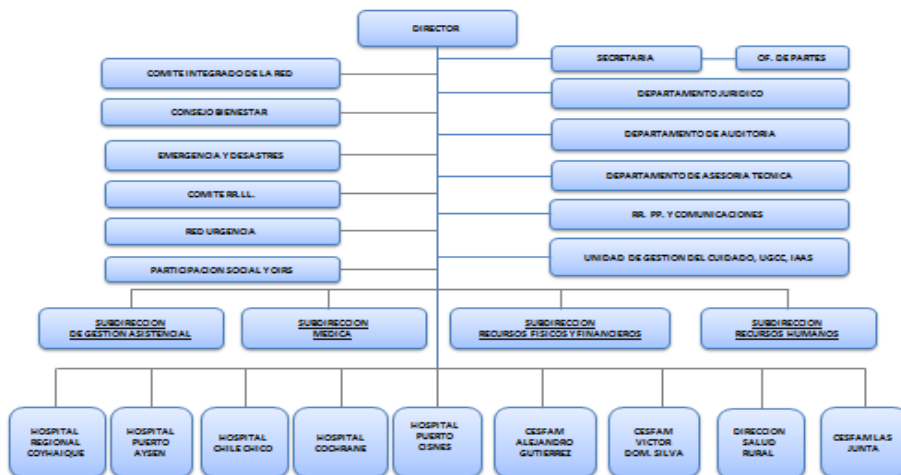 DIRECTOR
SECRETARIA
OF. DE PARTES
COMITE INTEGRADO DE LA RED
DEPARTAMENTO JURIDICO
CONSEJO BIENESTAR
DEPARTAMENTO DE AUDITORIA
EMERGENCIA Y DESASTRES
DEPARTAMENTO DE ASESORIA TECNICA
COMITE RR.LL.
RR. PP. Y COMUNICACIONES
RED URGENCIA
UNIDAD DE GESTION DEL CUIDADO, UGCC, IAAS
PARTICIPACION SOCIAL Y OIRS
SUBDIRECCION
DE GESTION ASISTENCIAL
SUBDIRECCION
MEDICA
SUBDIRECCION
RECURSOS FISICOS Y FINANCIEROS
SUBDIRECCION
RECURSOS HUMANOS
HOSPITAL
REGIONAL
COYHAIQUE
HOSPITAL
PUERTO
AYSEN
HOSPITAL
CHILE CHICO
HOSPITAL
COCHRANE
HOSPITAL
PUERTO
CISNES
CESFAM
ALEJANDRO
GUTIERREZ
CESFAM
VICTOR
DOM. SILVA
DIRECCION
SALUD
RURAL
CESFAM LAS
JUNTA